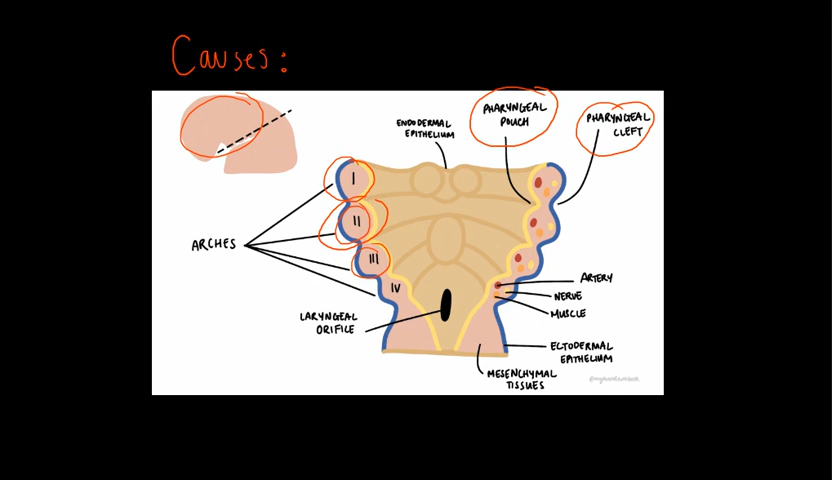 Causes:
PHARYNGEAL
POUCH
PHARYNGEAL
CLEFT
ENDODERMAL
EPITHELIUM
I
II
III
IV
ARCHES
LARYNGEAL
ORIFICE
ARTERY
NERVE
MUSCLE
ECTODERMAL
EPITHELIUM
MESENCHYMAL
TISSUES